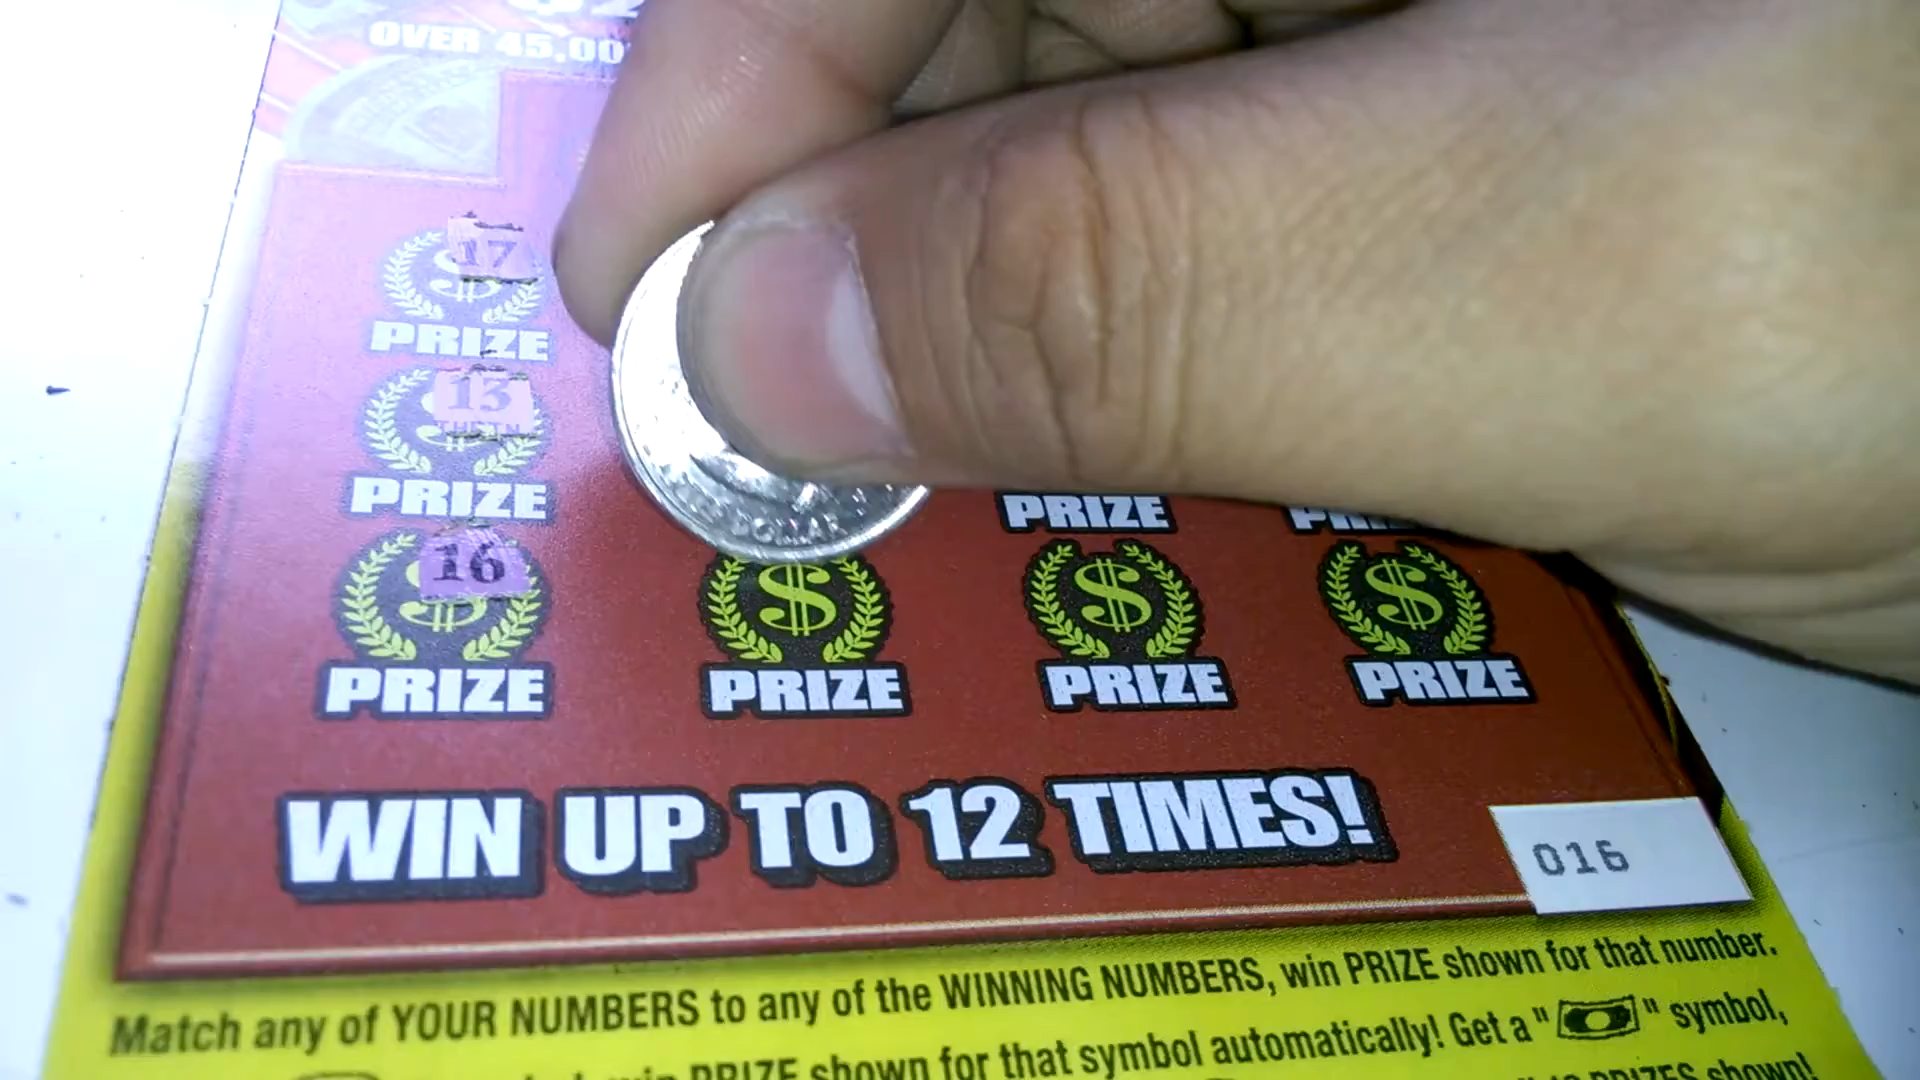 OVER 45,00
17
PRIZE
13
PRIZE
PRIZE
16
PRIZE PRIZE PRIZE PRIZE
WIN UP TO 12 TIMES!
016
Match any of YOUR NUMBERS to any of the WINNING NUMBERS, win PRIZE shown for that number.
win PRIZE shown for that symbol automatically! Get a " " symbol,
PRIZES shown!